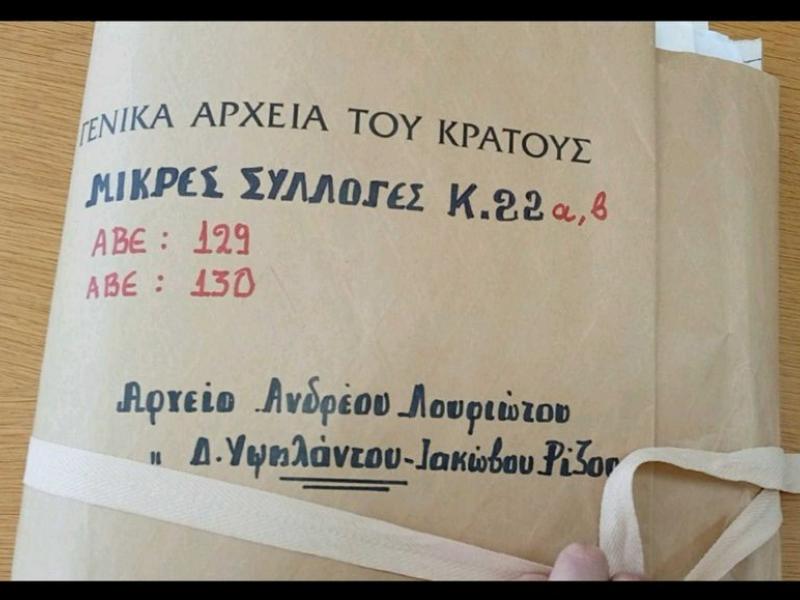 ΓΕΝΙΚΑ ΑΡΧΕΙΑ ΤΟΥ ΚΡΑΤΟΥΣ
ΜΙΚΡΕΣ ΣΥΛΛΟΓΕΣ Κ.22 α,β
ΑΒΕ : 129
ΑΒΕ : 130
Αρχείο Ανδρέου Λουριώτου
" Δ. Υψηλάντου-Ιακώβου Ρίζου